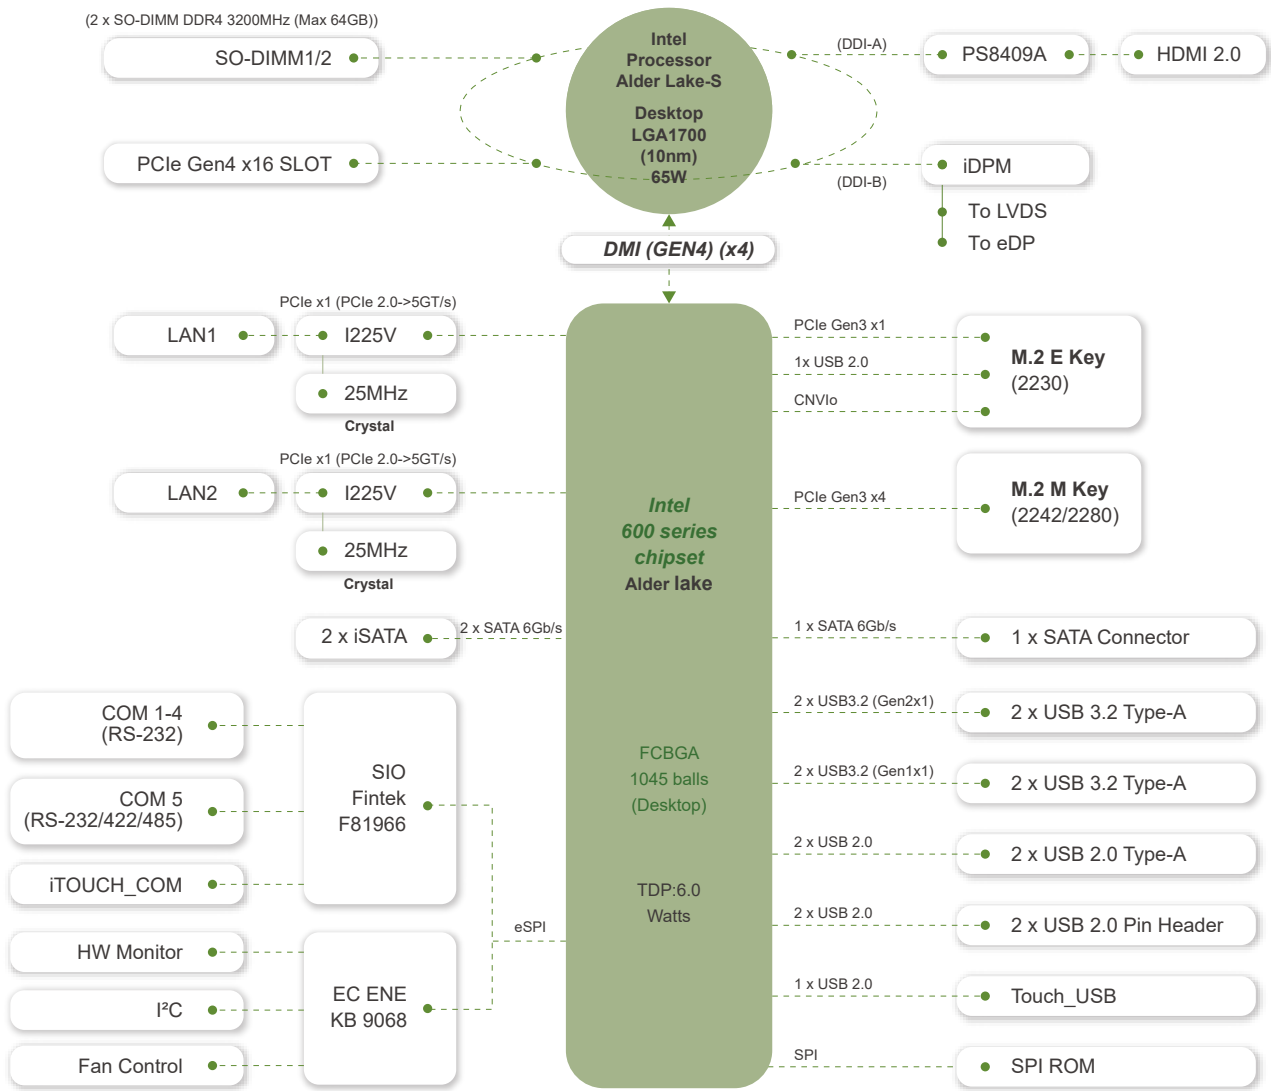 (2 x SO-DIMM DDR4 3200MHz (Max 64GB))
SO-DIMM1/2
PCIe Gen4 x16 SLOT
Intel
Processor
Alder Lake-S
Desktop
LGA1700
(10nm)
65W
(DDI-A)
PS8409A
HDMI 2.0
(DDI-B)
iDPM
To LVDS
To eDP
DMI (GEN4) (x4)
PCIe x1 (PCIe 2.0->5GT/s)
LAN1
I225V
25MHz
Crystal
PCIe x1 (PCIe 2.0->5GT/s)
LAN2
I225V
25MHz
Crystal
2 x iSATA
2 x SATA 6Gb/s
COM 1-4
(RS-232)
COM 5
(RS-232/422/485)
iTOUCH_COM
SIO
Fintek
F81966
HW Monitor
I²C
Fan Control
EC ENE
KB 9068
eSPI
Intel
600 series
chipset
Alder lake
FCBGA
1045 balls
(Desktop)
TDP:6.0
Watts
PCIe Gen3 x1
1x USB 2.0
CNVIo
M.2 E Key
(2230)
PCIe Gen3 x4
M.2 M Key
(2242/2280)
1 x SATA 6Gb/s
1 x SATA Connector
2 x USB3.2 (Gen2x1)
2 x USB 3.2 Type-A
2 x USB3.2 (Gen1x1)
2 x USB 3.2 Type-A
2 x USB 2.0
2 x USB 2.0 Type-A
2 x USB 2.0
2 x USB 2.0 Pin Header
1 x USB 2.0
Touch_USB
SPI
SPI ROM